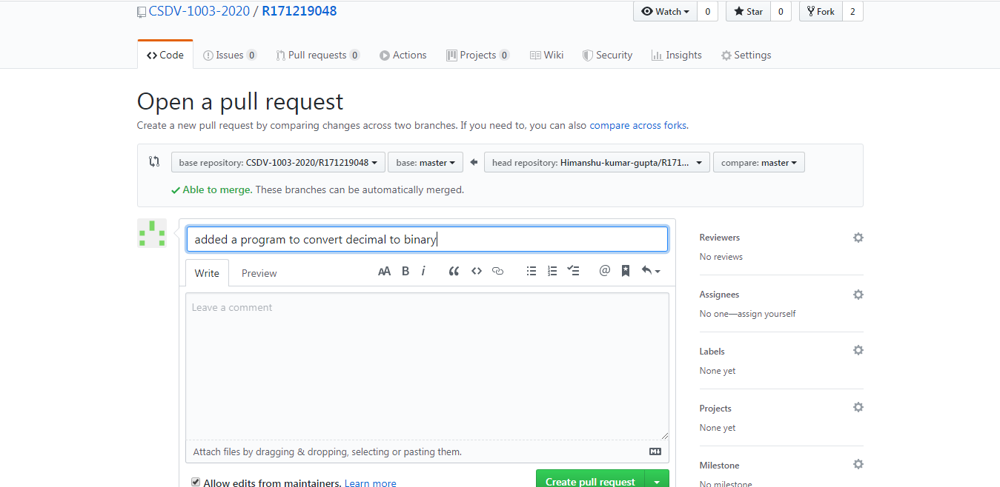 CSDV-1003-2020 / R171219048
Watch 0 Star 0 Fork 2
Code Issues 0 Pull requests 0 Actions Projects 0 Wiki Security Insights Settings
Open a pull request
Create a new pull request by comparing changes across two branches. If you need to, you can also compare across forks.
base repository: CSDV-1003-2020/R171219048 base: master head repository: Himanshu-kumar-gupta/R171... compare: master
Able to merge. These branches can be automatically merged.
added a program to convert decimal to binary
Write Preview AA B i
Leave a comment
Attach files by dragging & dropping, selecting or pasting them.
Allow edits from maintainers. Learn more
Create pull request
Reviewers
No reviews
Assignees
No one—assign yourself
Labels
None yet
Projects
None yet
Milestone
No milestone